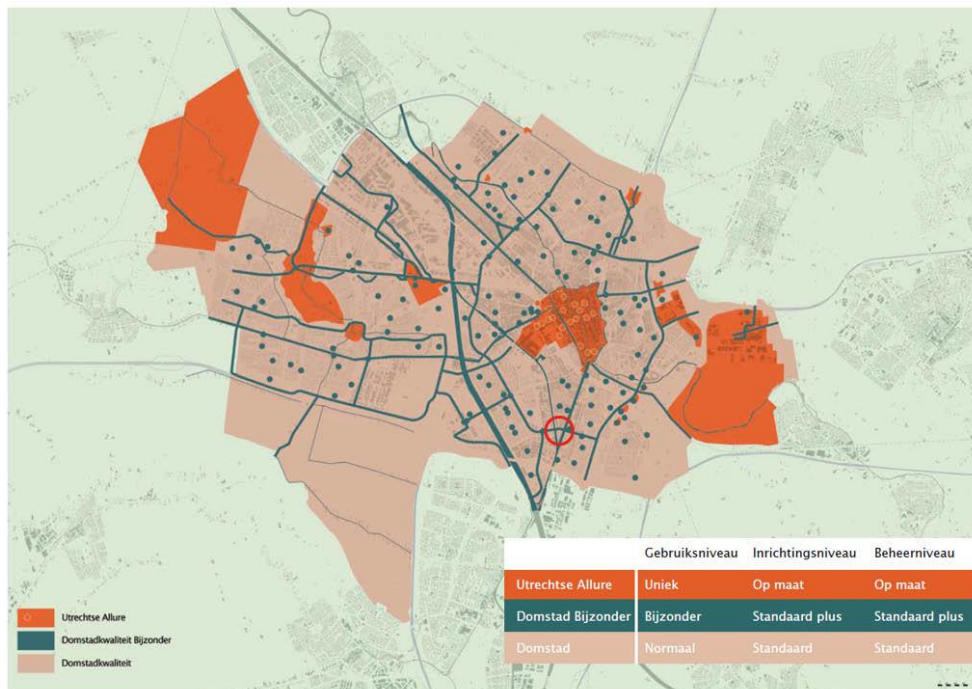 Gebruiksniveau Inrichtingsniveau Beheerniveau
Utrechtse Allure Uniek Op maat Op maat
Domstad Bijzonder Bijzonder Standaard plus Standaard plus
Domstad Normaal Standaard Standaard
Utrechtse Allure
Domstadkwaliteit Bijzonder
Domstadkwaliteit